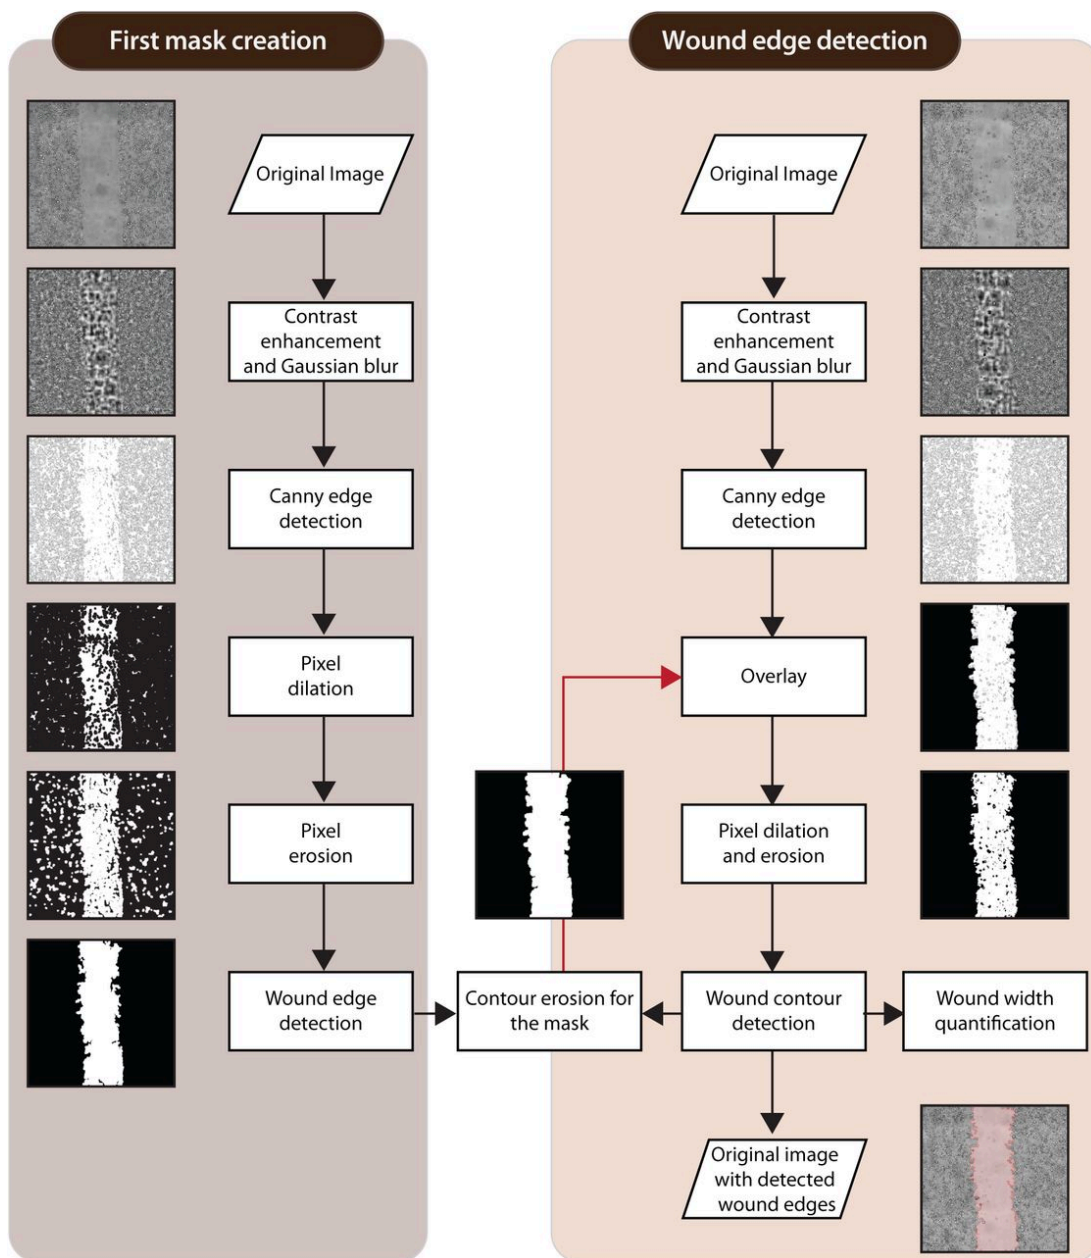 First mask creation
Original Image
Contrast
enhancement
and Gaussian blur
Canny edge
detection
Pixel
dilation
Pixel
erosion
Wound edge
detection
Contour erosion for
the mask
Wound edge detection
Original Image
Contrast
enhancement
and Gaussian blur
Canny edge
detection
Overlay
Pixel dilation
and erosion
Wound contour
detection
Wound width
quantification
Original image
with detected
wound edges